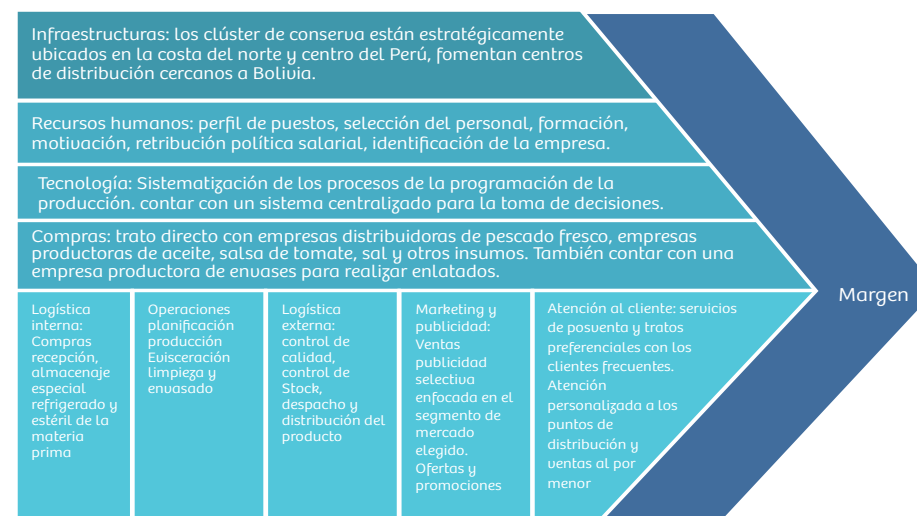 Infraestructuras: los clúster de conserva están estratégicamente
ubicados en la costa del norte y centro del Perú, fomentan centros
de distribución cercanos a Bolivia.
Recursos humanos: perfil de puestos, selección del personal, formación,
motivación, retribución política salarial, identificación de la empresa.
Tecnología: Sistematización de los procesos de la programación de la
producción. contar con un sistema centralizado para la toma de decisiones.
Compras: trato directo con empresas distribuidoras de pescado fresco, empresas
productoras de aceite, salsa de tomate, sal y otros insumos. También contar con una
empresa productora de envases para realizar enlatados.
Logística
interna:
Compras
recepción,
almacenaje
especial
refrigerado y
estéril de la
materia
prima
Operaciones
planificación
producción
Evisceración
limpieza y
envasado
Logística
externa:
control de
calidad,
control de
Stock,
despacho y
distribución del
producto
Marketing y
publicidad:
Ventas
publicidad
selectiva
enfocada en el
segmento de
mercado
elegido.
Ofertas y
promociones
Atención al cliente: servicios
de posventa y tratos
preferenciales con los
clientes frecuentes.
Atención
personalizada a los
puntos de
distribución y
ventas al por
menor
Margen